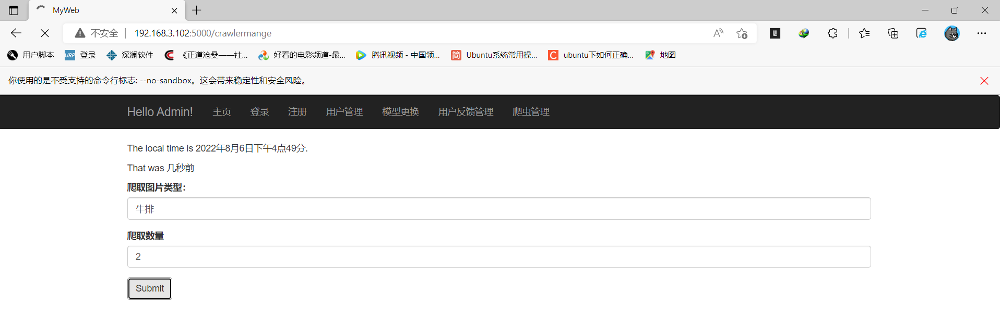 MyWeb
不安全 192.168.3.102:5000/crawlermange
用户脚本 URP 登录 深澜软件 《正道沧桑——社... 好看的电影频道-最... 腾讯视频 - 中国领... 简 Ubuntu系统常用操... C ubuntu下如何正确... 地图
你使用的是不受支持的命令行标志: --no-sandbox。这会带来稳定性和安全风险。
Hello Admin! 主页 登录 注册 用户管理 模型更换 用户反馈管理 爬虫管理
The local time is 2022年8月6日下午4点49分.
That was 几秒前
爬取图片类型：
牛排
爬取数量
2
Submit